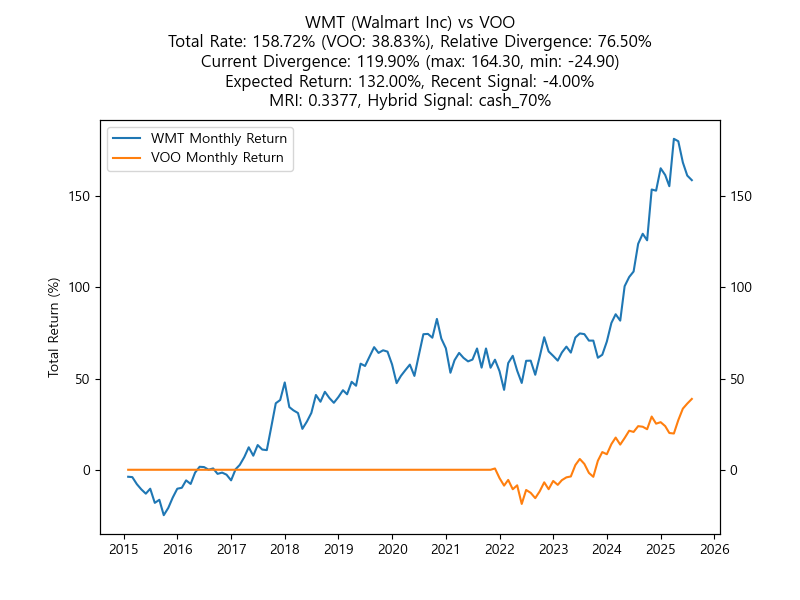 WMT (Walmart Inc) vs VOO
Total Rate: 158.72% (VOO: 38.83%), Relative Divergence: 76.50%
Current Divergence: 119.90% (max: 164.30, min: -24.90)
Expected Return: 132.00%, Recent Signal: -4.00%
MRI: 0.3377, Hybrid Signal: cash_70%
WMT Monthly Return
VOO Monthly Return
Total Return (%)
150
100
50
0
150
100
50
0
2015 2016 2017 2018 2019 2020 2021 2022 2023 2024 2025 2026